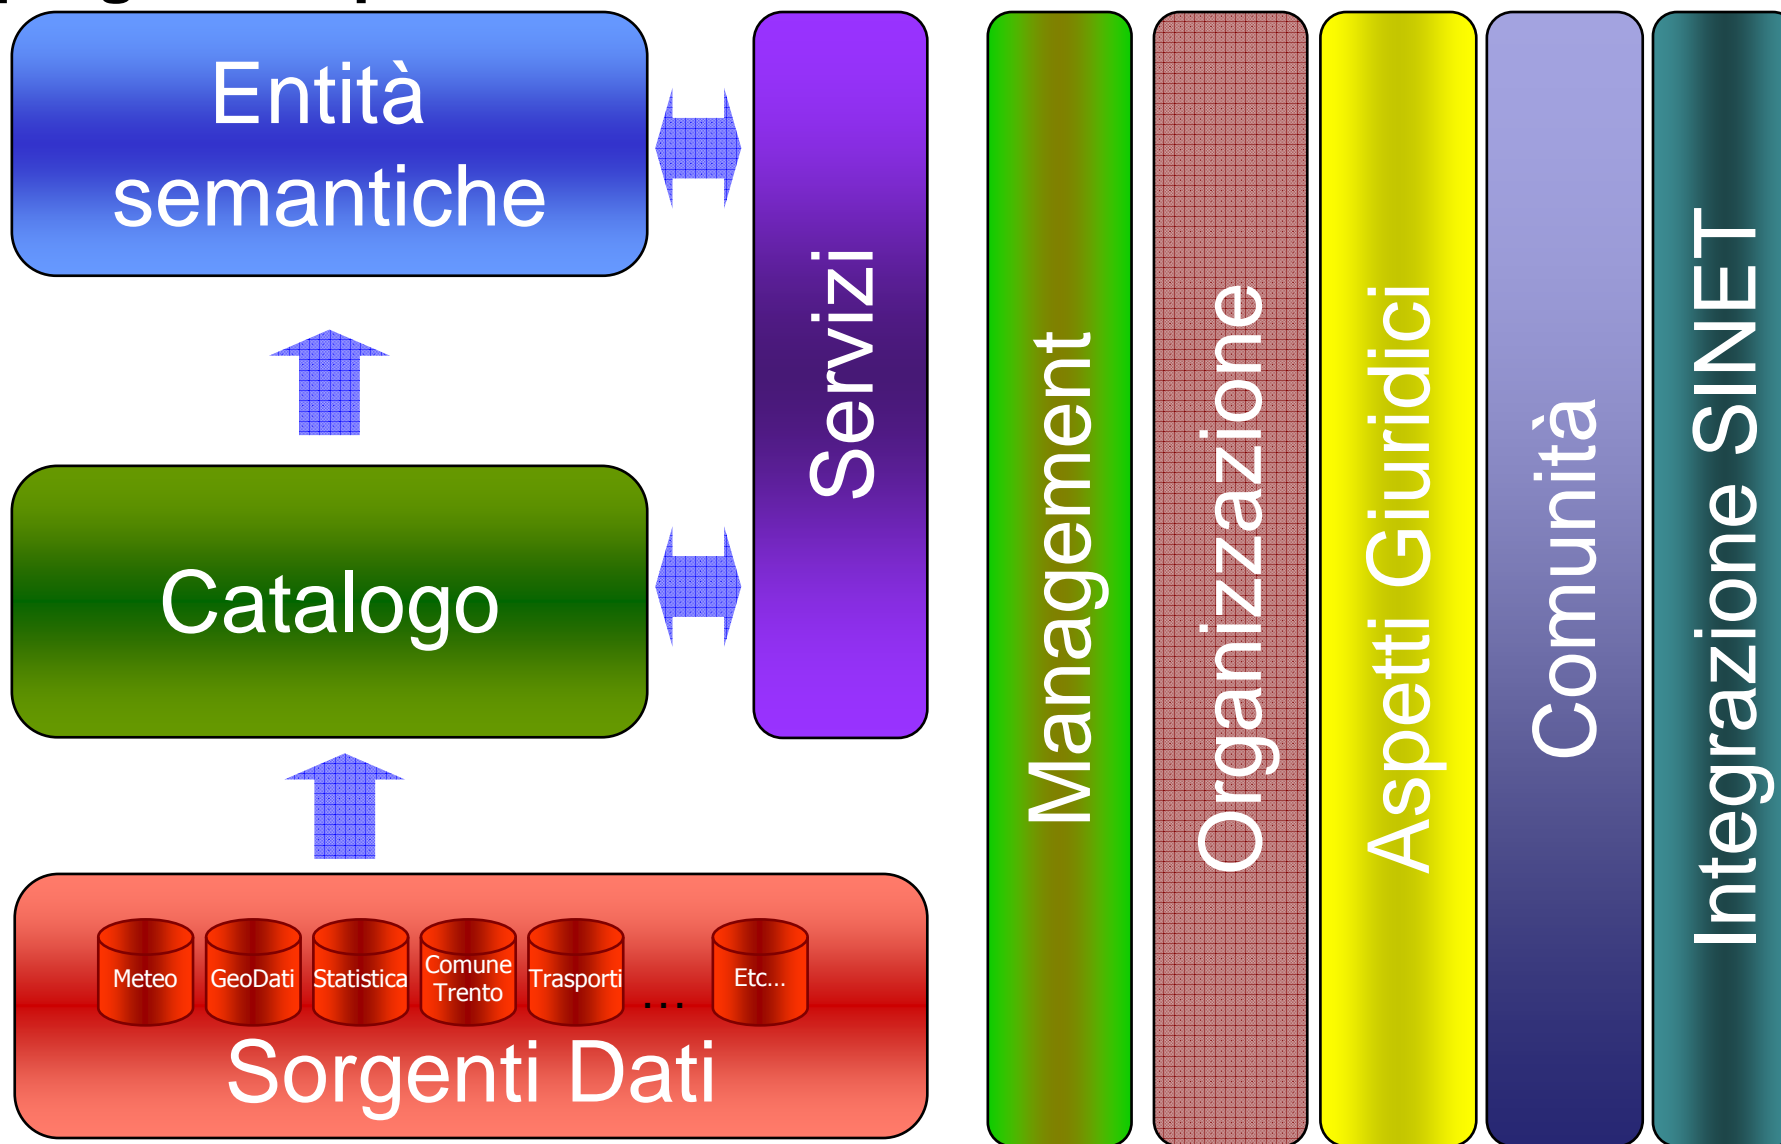 Entità
semantiche
Servizi
Catalogo
Meteo
GeoDati
Statistica
Comune
Trento
Trasporti
...
Etc...
Sorgenti Dati
Management
Organizzazione
Aspetti Giuridici
Comunità
Integrazione SINET